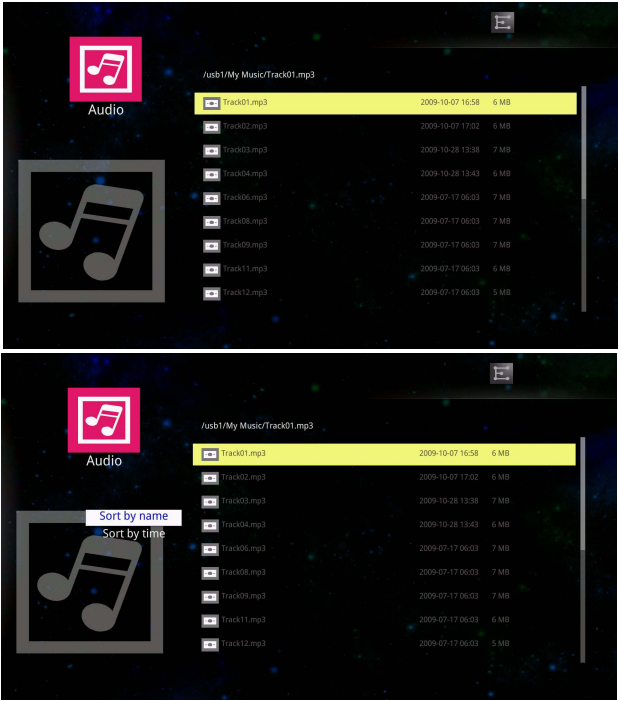 Audio
/usb1/My Music/Track01.mp3
Track01.mp3 2009-10-07 16:58 6 MB
Track02.mp3 2009-10-07 17:02 6 MB
Track03.mp3 2009-10-28 13:38 7 MB
Track04.mp3 2009-10-28 13:43 6 MB
Track06.mp3 2009-07-17 06:03 7 MB
Track08.mp3 2009-07-17 06:03 7 MB
Track09.mp3 2009-07-17 06:03 7 MB
Track11.mp3 2009-07-17 06:03 6 MB
Track12.mp3 2009-07-17 06:03 5 MB
Audio
/usb1/My Music/Track01.mp3
Track01.mp3 2009-10-07 16:58 6 MB
Track02.mp3 2009-10-07 17:02 6 MB
Track03.mp3 2009-10-28 13:38 7 MB
Sort by name
Track04.mp3 2009-10-28 13:43 6 MB
Sort by time
Track06.mp3 2009-07-17 06:03 7 MB
Track08.mp3 2009-07-17 06:03 7 MB
Track09.mp3 2009-07-17 06:03 7 MB
Track11.mp3 2009-07-17 06:03 6 MB
Track12.mp3 2009-07-17 06:03 5 MB